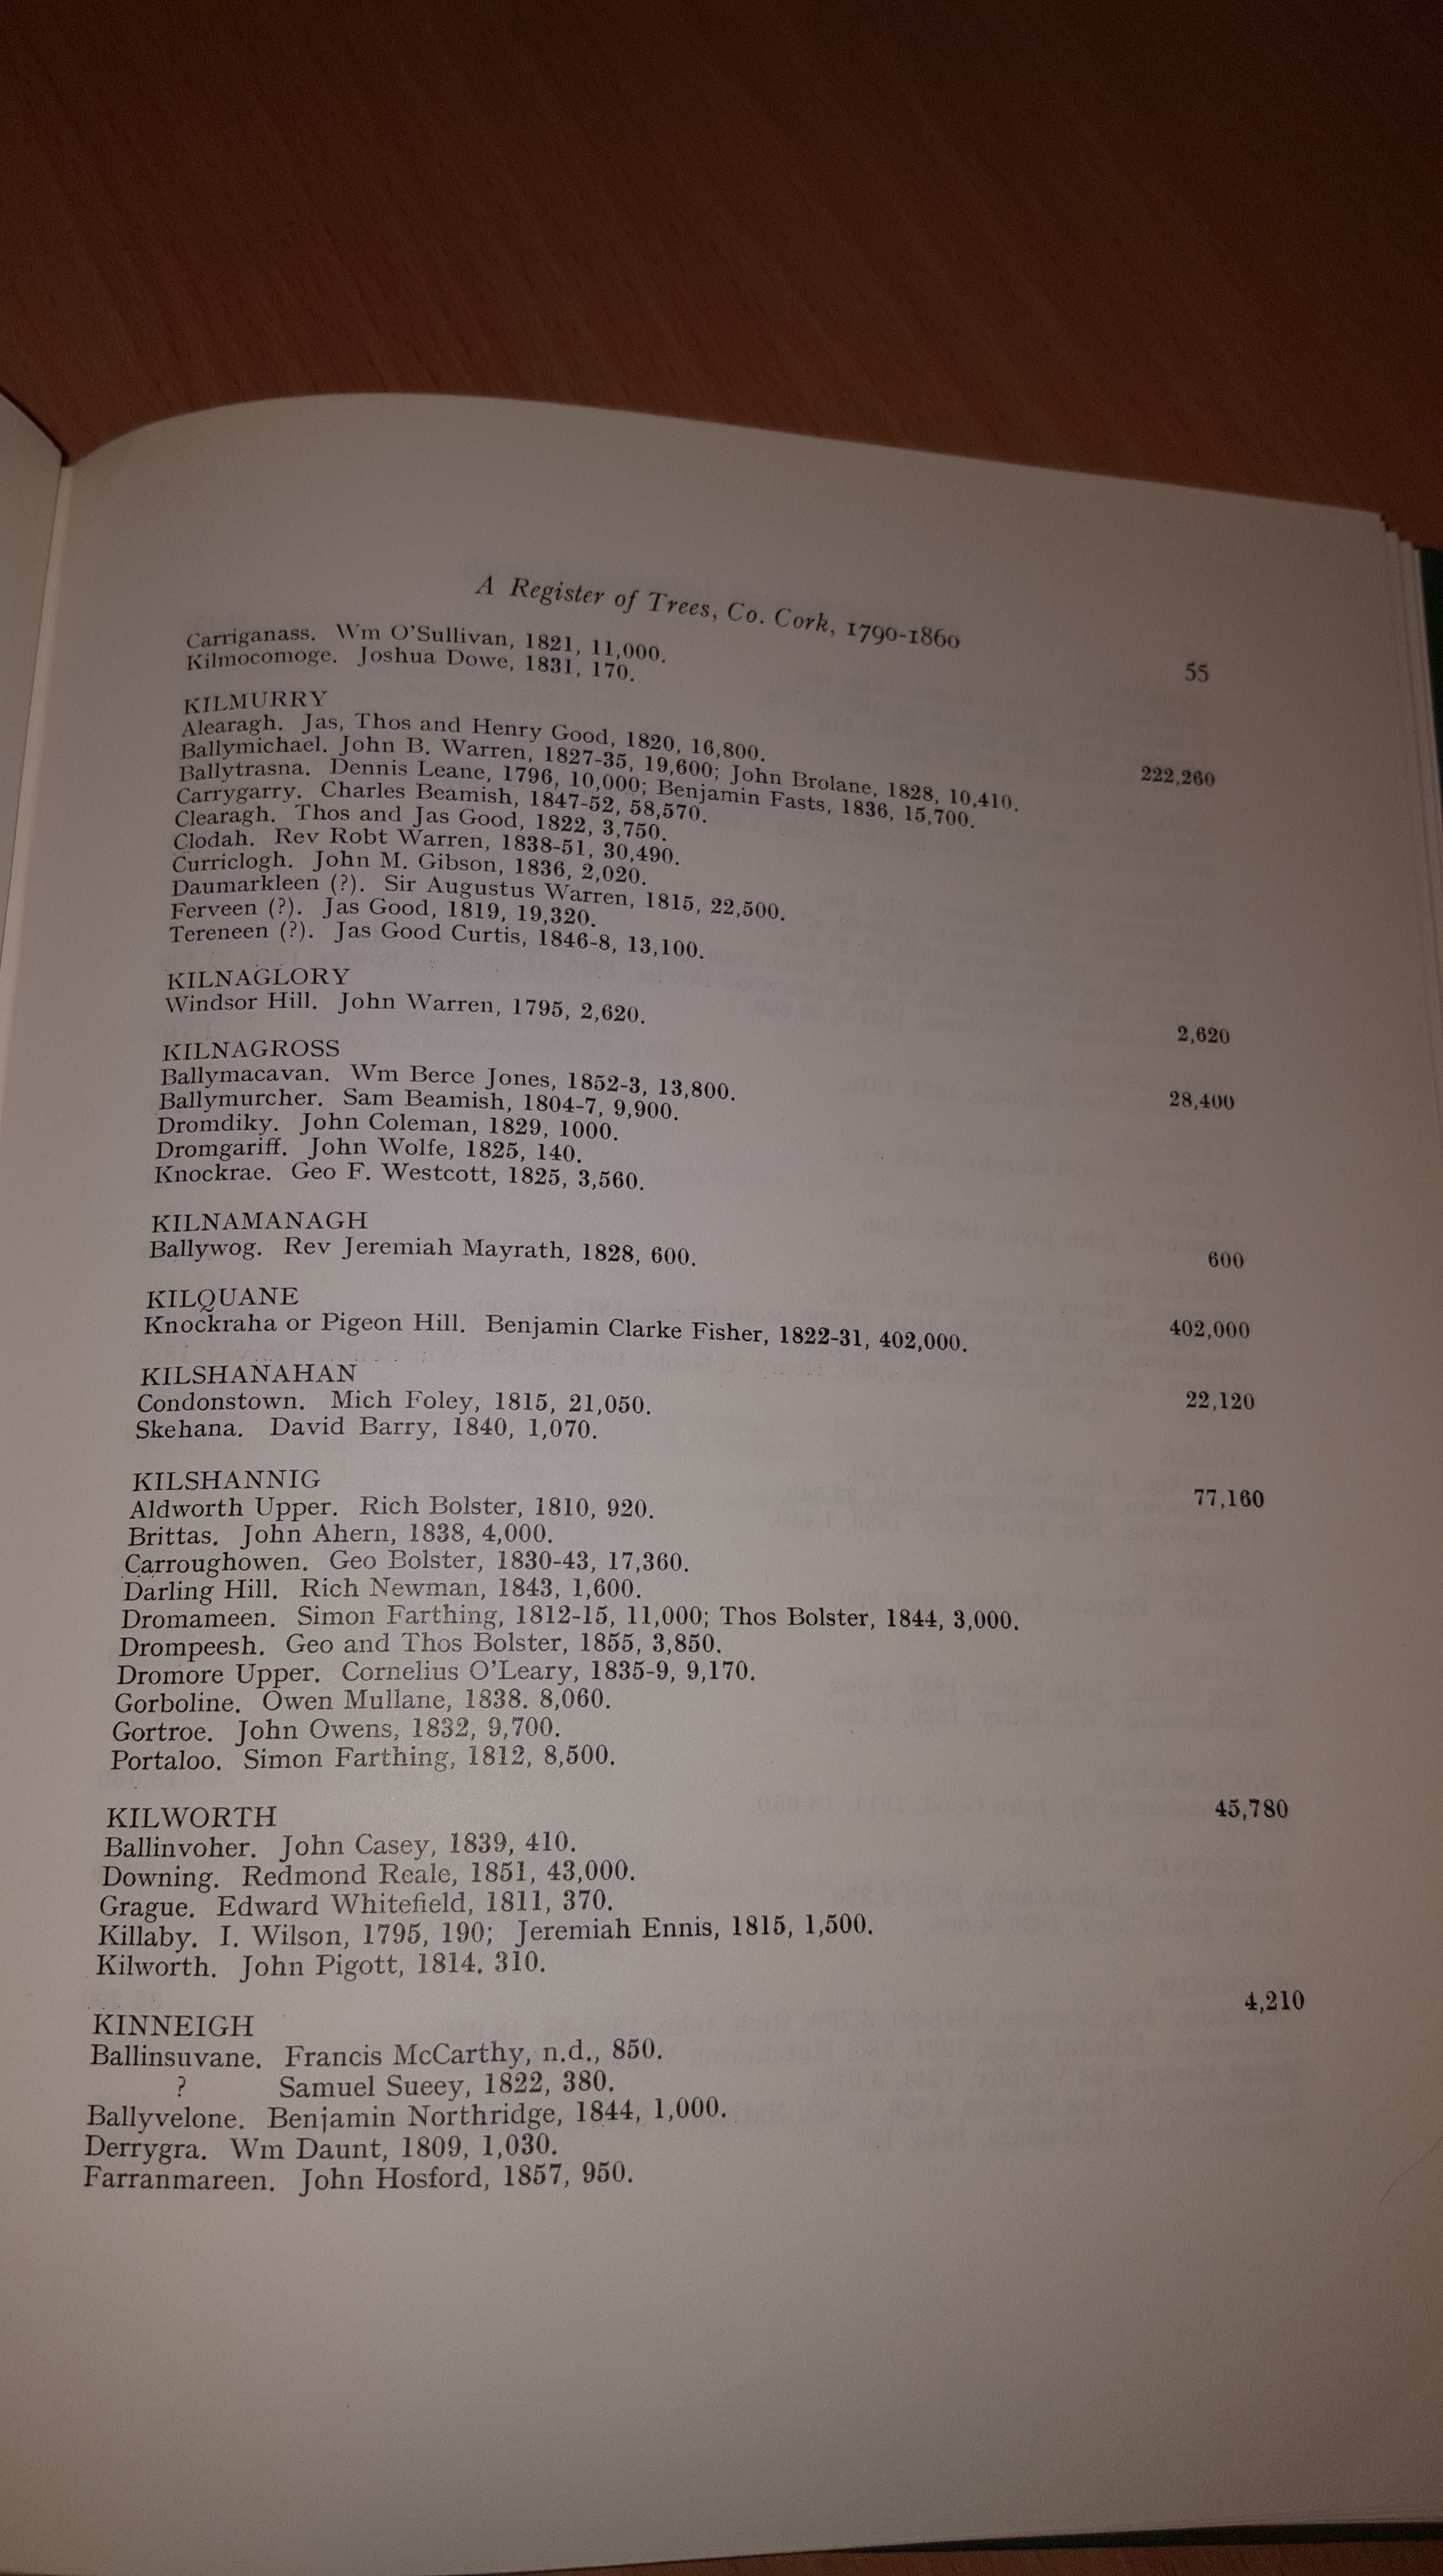 A Register of Trees, Co. Cork, 1790-1860 55
Carriganass. Wm O'Sullivan, 1821, 11,000.
Kilmocomoge. Joshua Dowe, 1831, 170.
KILMURRY 222,260
Alearagh. Jas, Thos and Henry Good, 1820, 16,800.
Ballymichael. John B. Warren, 1827-35, 19,600; John Brolane, 1828, 10,410.
Ballytrasna. Dennis Leane, 1796, 10,000; Benjamin Fasts, 1836, 15,700.
Carrygarry. Charles Beamish, 1847-52, 58,570.
Clearagh. Thos and Jas Good, 1822, 3,750.
Clodah. Rev Robt Warren, 1838-51, 30,490.
Curriclogh. John M. Gibson, 1836, 2,020.
Daumarkleen (?). Sir Augustus Warren, 1815, 22,500.
Ferveen (?). Jas Good, 1819, 19,320.
Tereneen (?). Jas Good Curtis, 1846-8, 13,100.
KILNAGLORY 2,620
Windsor Hill. John Warren, 1795, 2,620.
KILNAGROSS 28,400
Ballymacavan. Wm Berce Jones, 1852-3, 13,800.
Ballymurcher. Sam Beamish, 1804-7, 9,900.
Dromdiky. John Coleman, 1829, 1000.
Dromgariff. John Wolfe, 1825, 140.
Knockrae. Geo F. Westcott, 1825, 3,560.
KILNAMANAGH 600
Ballywog. Rev Jeremiah Mayrath, 1828, 600.
KILQUANE 402,000
Knockraha or Pigeon Hill. Benjamin Clarke Fisher, 1822-31, 402,000.
KILSHANAHAN 22,120
Condonstown. Mich Foley, 1815, 21,050.
Skehana. David Barry, 1840, 1,070.
KILSHANNIG 77,160
Aldworth Upper. Rich Bolster, 1810, 920.
Brittas. John Ahern, 1838, 4,000.
Carroughowen. Geo Bolster, 1830-43, 17,360.
Darling Hill. Rich Newman, 1843, 1,600.
Dromameen. Simon Farthing, 1812-15, 11,000; Thos Bolster, 1844, 3,000.
Drompeesh. Geo and Thos Bolster, 1855, 3,850.
Dromore Upper. Cornelius O'Leary, 1835-9, 9,170.
Gorboline. Owen Mullane, 1838. 8,060.
Gortroe. John Owens, 1832, 9,700.
Portaloo. Simon Farthing, 1812, 8,500.
KILWORTH 45,780
Ballinvoher. John Casey, 1839, 410.
Downing. Redmond Reale, 1851, 43,000.
Grague. Edward Whitefield, 1811, 370.
Killaby. I. Wilson, 1795, 190; Jeremiah Ennis, 1815, 1,500.
Kilworth. John Pigott, 1814. 310.
KINNEIGH 4,210
Ballinsuvane. Francis McCarthy, n.d., 850.
? Samuel Sueey, 1822, 380.
Ballyvelone. Benjamin Northridge, 1844, 1,000.
Derrygra. Wm Daunt, 1809, 1,030.
Farranmareen. John Hosford, 1857, 950.